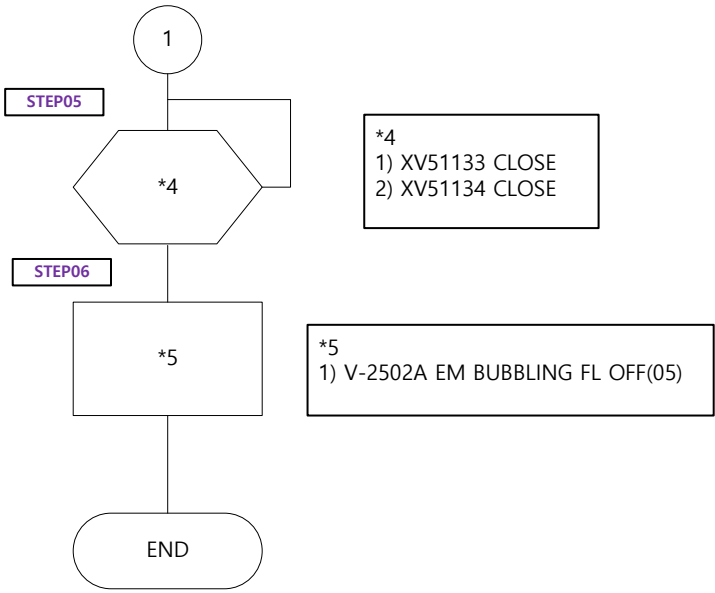 1
STEP05
*4
*4
1) XV51133 CLOSE
2) XV51134 CLOSE
STEP06
*5
*5
1) V-2502A EM BUBBLING FL OFF(05)
END